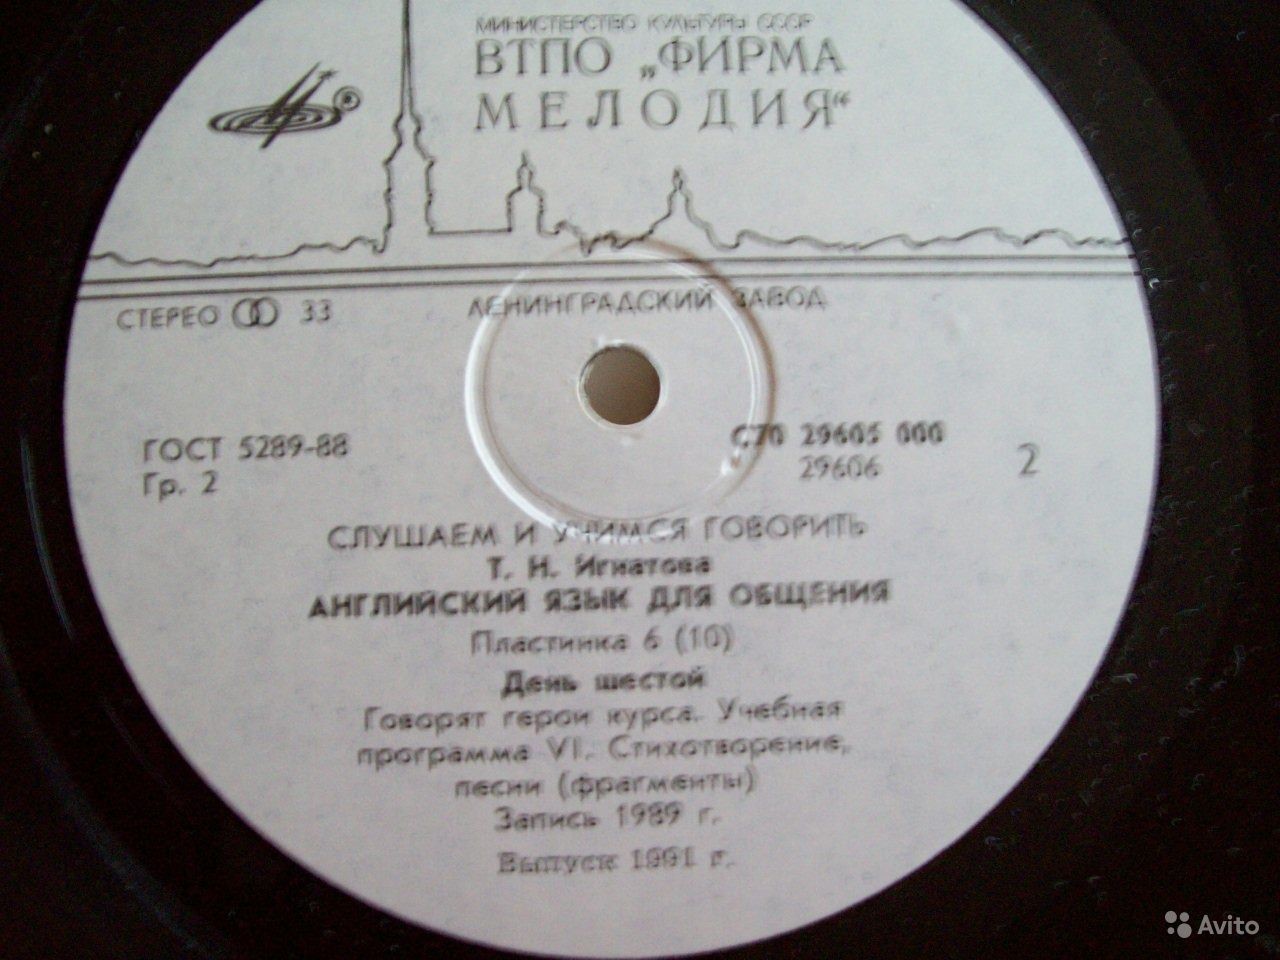 МИНИСТЕРСТВО КУЛЬТУРЫ СССР
ВТПО „ФИРМА
МЕЛОДИЯ“
СТЕРЕО 33
ЛЕНИНГРАДСКИЙ ЗАВОД
ГОСТ 5289-88
Гр. 2
С70 29605 000
29606
2
СЛУШАЕМ И УЧИМСЯ ГОВОРИТЬ
Т. Н. Игнатова
АНГЛИЙСКИЙ ЯЗЫК ДЛЯ ОБЩЕНИЯ
Пластинка 6 (10)
День шестой
Говорят герои курса. Учебная
программа VI. Стихотворение,
песни (фрагменты)
Запись 1989 г.
Выпуск 1991 г.
Avito